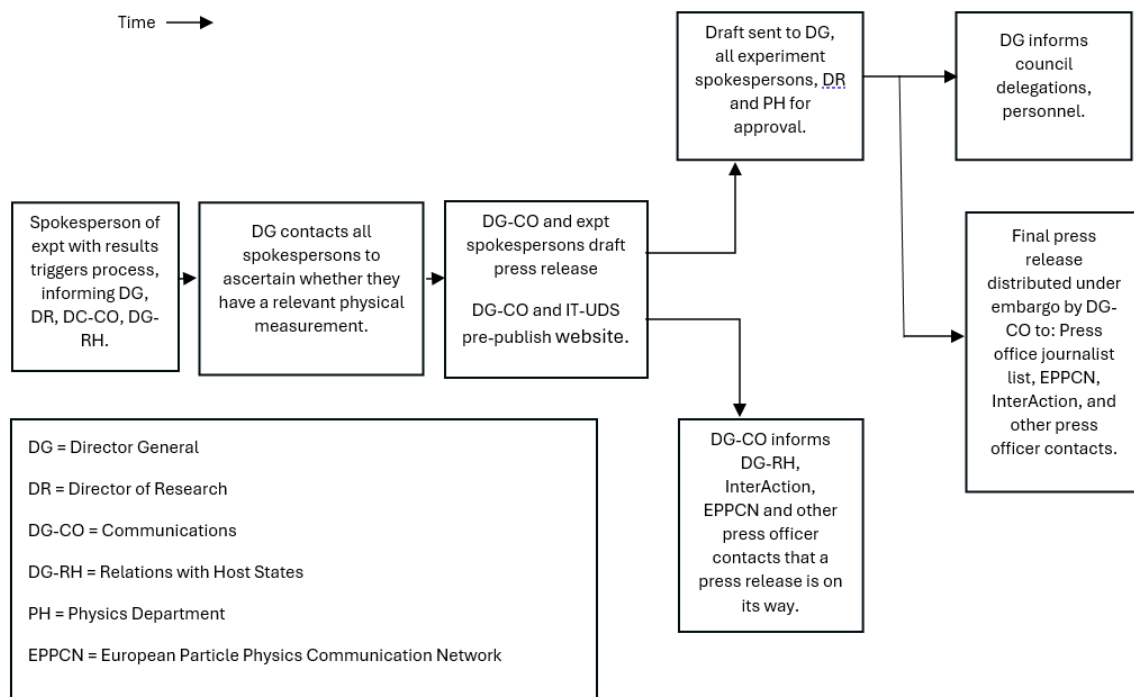 Time
Spokesperson of
expt with results
triggers process,
informing DG,
DR, DC-CO, DG-
RH.
DG contacts all
spokespersons to
ascertain whether they
have a relevant physical
measurement.
DG-CO and expt
spokespersons draft
press release
DG-CO and IT-UDS
pre-publish website.
Draft sent to DG,
all experiment
spokespersons, DR
and PH for
approval.
DG informs
council
delegations,
personnel.
Final press
release
distributed under
embargo by DG-
CO to: Press
office journalist
list, EPPCN,
InterAction, and
other press
officer contacts.
DG-CO informs
DG-RH,
InterAction,
EPPCN and other
press officer
contacts that a
press release is on
its way.
DG = Director General
DR = Director of Research
DG-CO = Communications
DG-RH = Relations with Host States
PH = Physics Department
EPPCN = European Particle Physics Communication Network